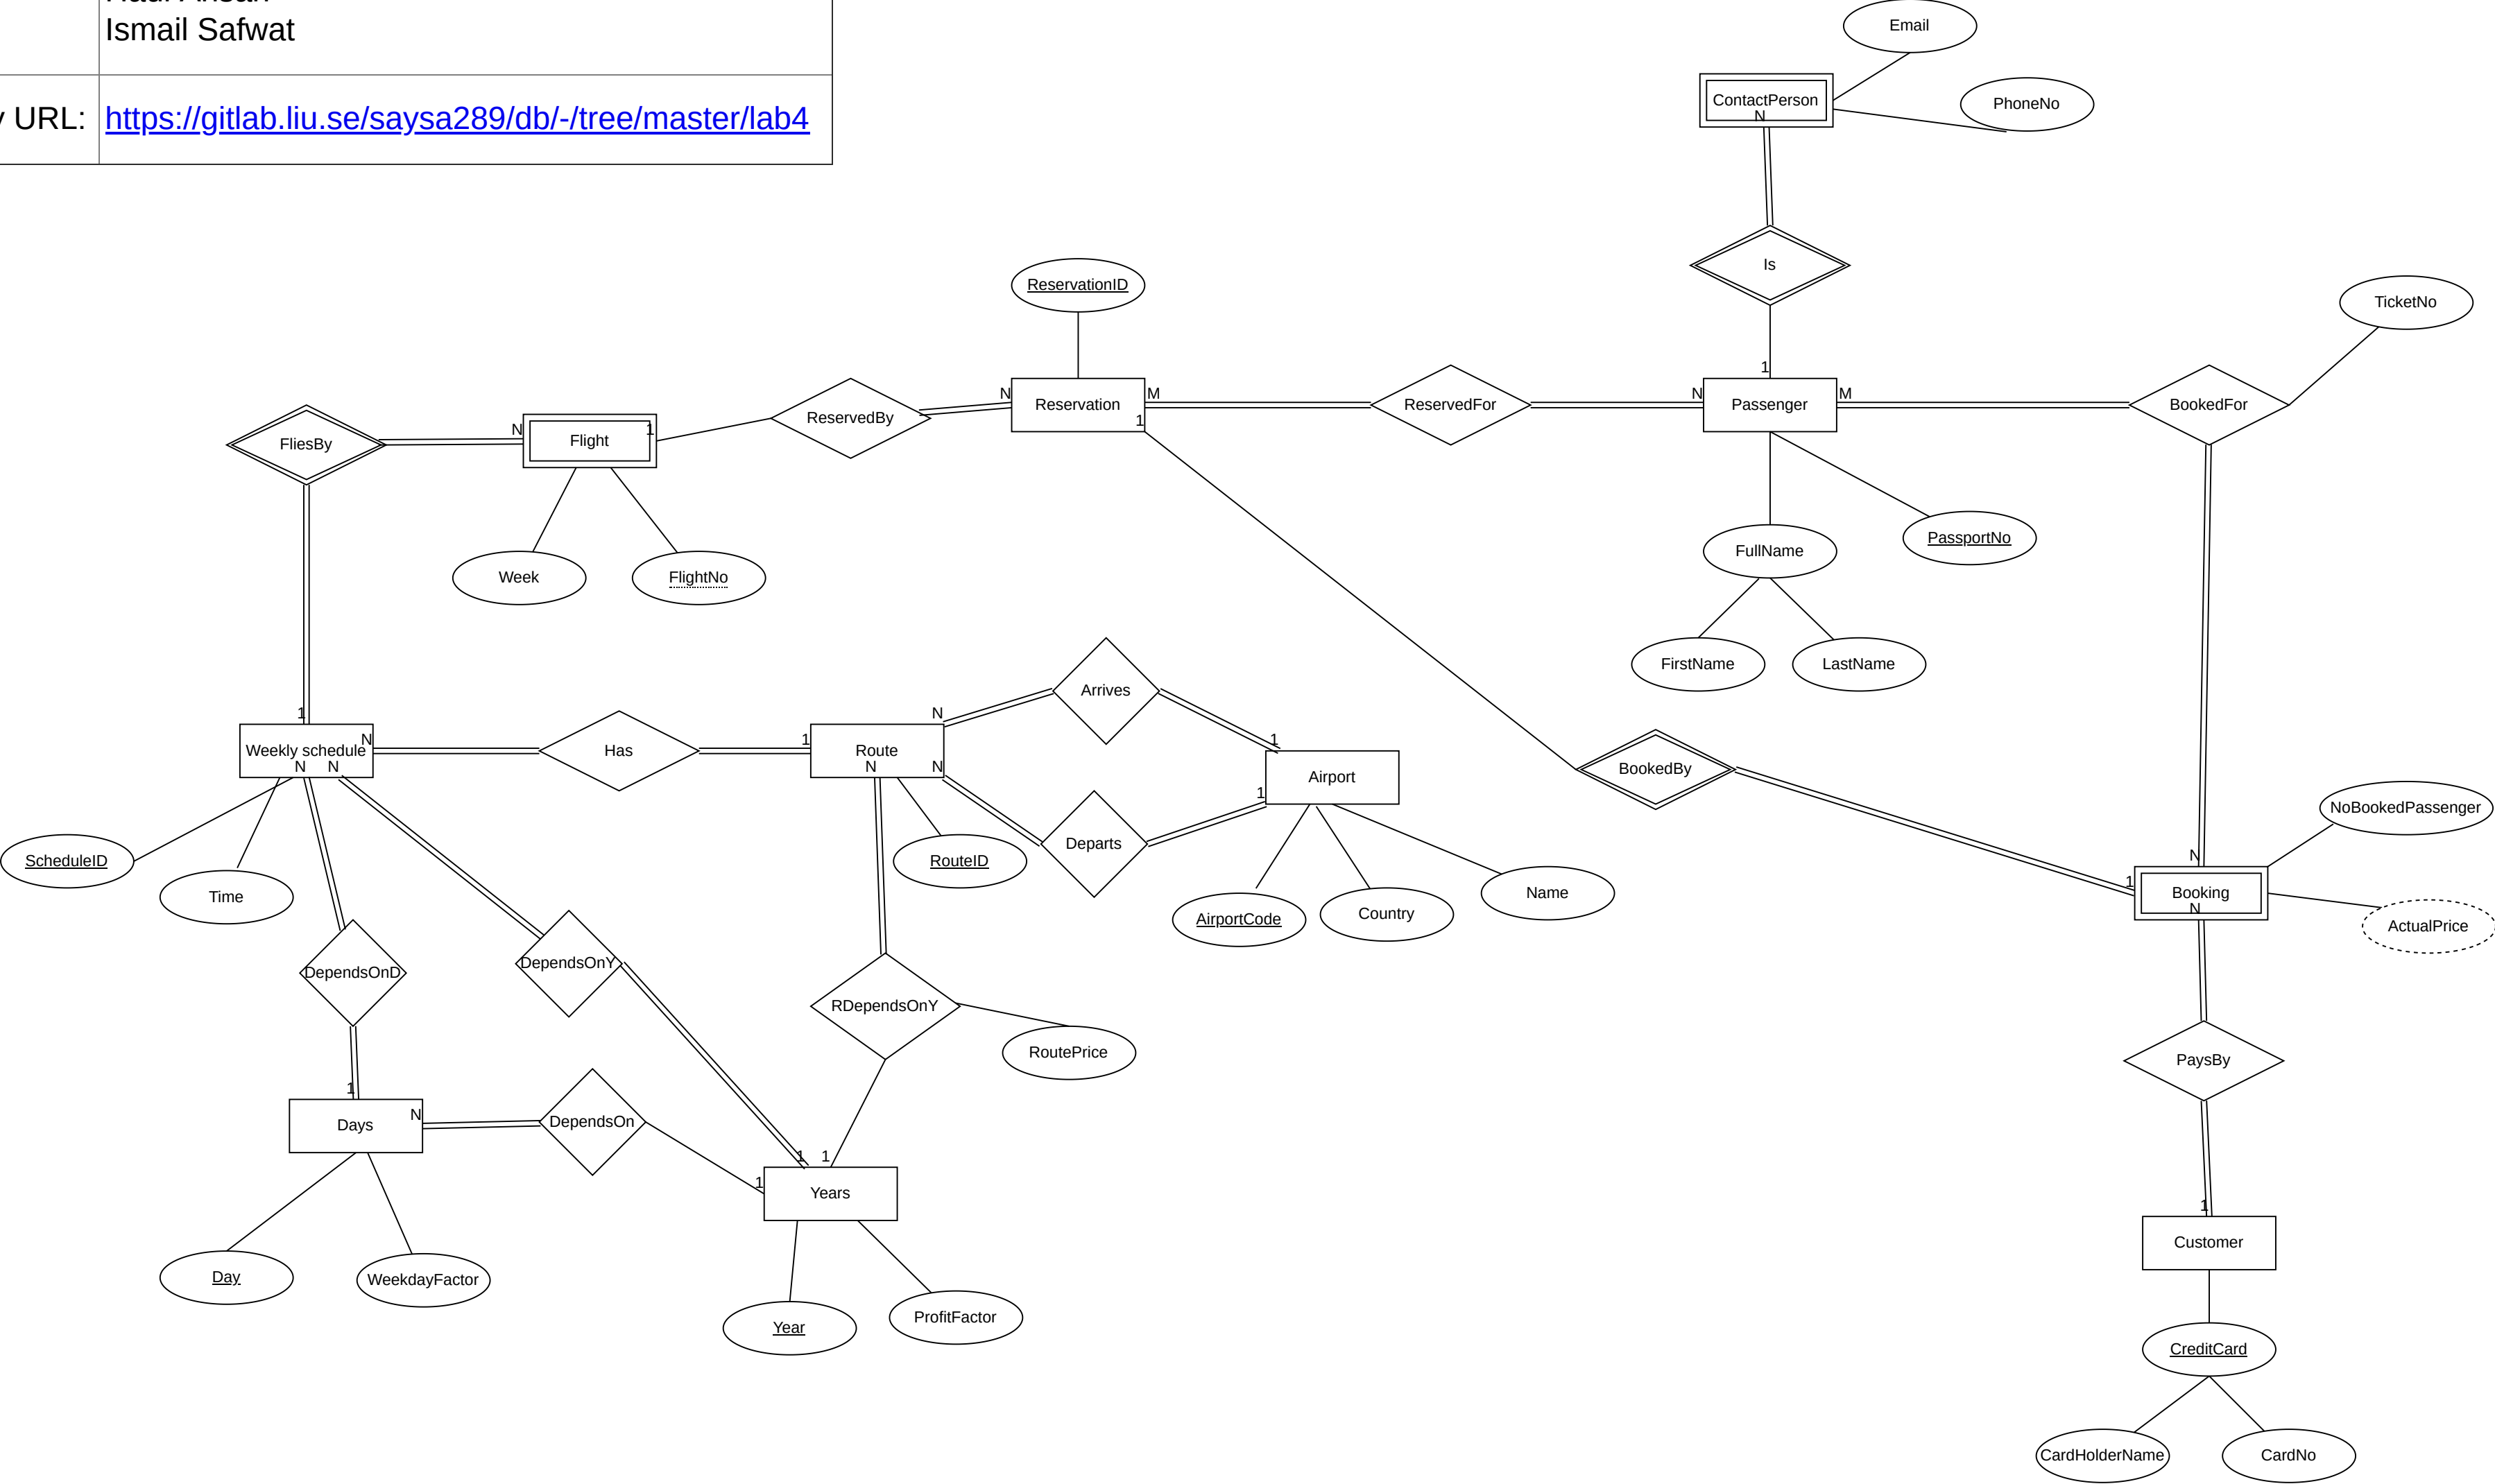 Ismail Safwat
URL:
https://gitlab.liu.se/saysa289/db/-/tree/master/lab4
Email
ContactPerson
N
PhoneNo
Is
1
ReservationID
TicketNo
FliesBy
N
Flight
1
ReservedBy
N
Reservation
M
1
ReservedFor
N
Passenger
M
BookedFor
Week
FlightNo
FullName
PassportNo
FirstName
LastName
1
Weekly schedule
N
N
N
Has
1
Route
N
N
N
Arrives
1
Airport
1
Departs
BookedBy
ScheduleID
Time
RouteID
AirportCode
Country
Name
NoBookedPassenger
N
1
Booking
N
ActualPrice
DependsOnD
DependsOnY
RDependsOnY
RoutePrice
PaysBy
1
Days
N
DependsOn
1
1
1
Years
1
Customer
Day
WeekdayFactor
Year
ProfitFactor
CreditCard
CardHolderName
CardNo